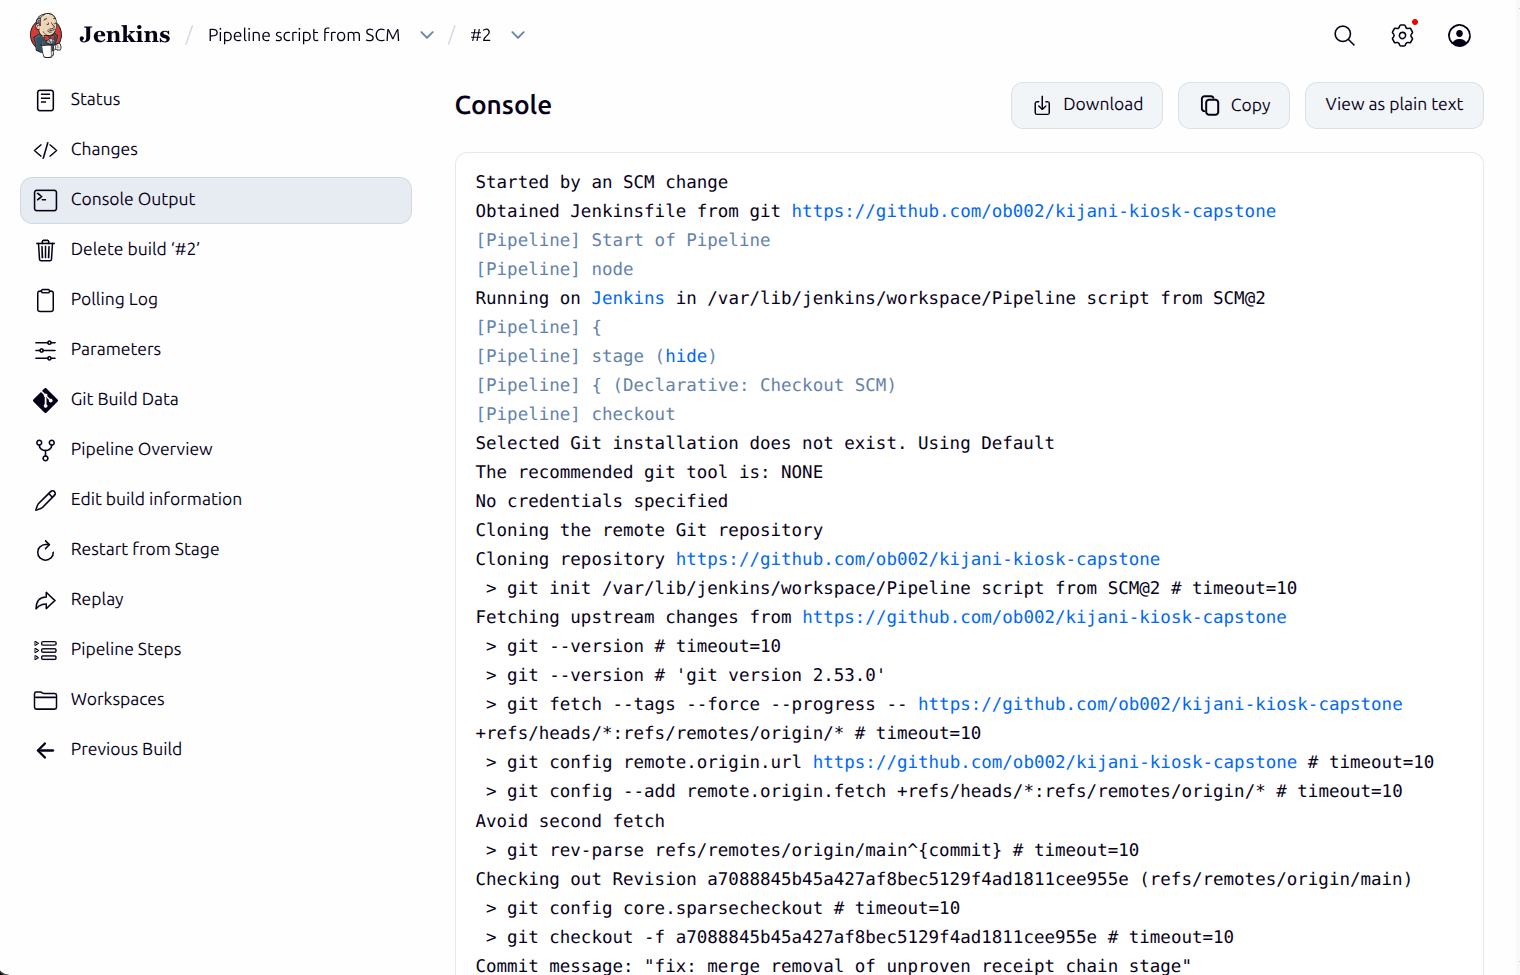 Jenkins / Pipeline script from SCM / #2
Status
Changes
Console Output
Delete build ‘#2’
Polling Log
Parameters
Git Build Data
Pipeline Overview
Edit build information
Restart from Stage
Replay
Pipeline Steps
Workspaces
Previous Build
Console
Download
Copy
View as plain text
Started by an SCM change
Obtained Jenkinsfile from git https://github.com/ob002/kijani-kiosk-capstone
[Pipeline] Start of Pipeline
[Pipeline] node
Running on Jenkins in /var/lib/jenkins/workspace/Pipeline script from SCM@2
[Pipeline] {
[Pipeline] stage (hide)
[Pipeline] { (Declarative: Checkout SCM)
[Pipeline] checkout
Selected Git installation does not exist. Using Default
The recommended git tool is: NONE
No credentials specified
Cloning the remote Git repository
Cloning repository https://github.com/ob002/kijani-kiosk-capstone
> git init /var/lib/jenkins/workspace/Pipeline script from SCM@2 # timeout=10
Fetching upstream changes from https://github.com/ob002/kijani-kiosk-capstone
> git --version # timeout=10
> git --version # 'git version 2.53.0'
> git fetch --tags --force --progress -- https://github.com/ob002/kijani-kiosk-capstone
+refs/heads/*:refs/remotes/origin/* # timeout=10
> git config remote.origin.url https://github.com/ob002/kijani-kiosk-capstone # timeout=10
> git config --add remote.origin.fetch +refs/heads/*:refs/remotes/origin/* # timeout=10
Avoid second fetch
> git rev-parse refs/remotes/origin/main^{commit} # timeout=10
Checking out Revision a7088845b45a427af8bec5129f4ad1811cee955e (refs/remotes/origin/main)
> git config core.sparsecheckout # timeout=10
> git checkout -f a7088845b45a427af8bec5129f4ad1811cee955e # timeout=10
Commit message: "fix: merge removal of unproven receipt chain stage"